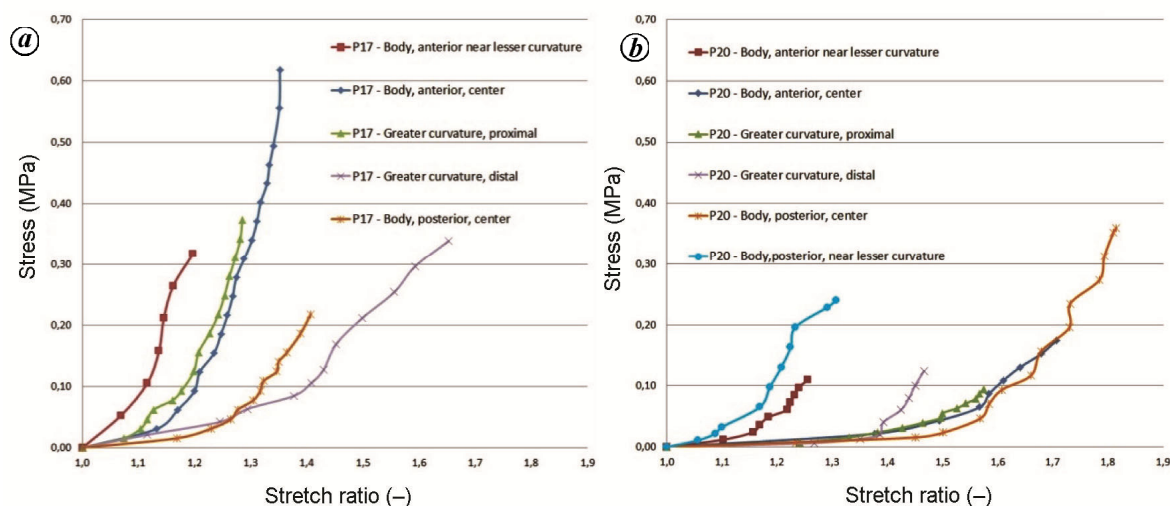 a
0,70
0,60
0,50
0,40
0,30
0,20
0,10
0,00
Stress (MPa)
P17 - Body, anterior near lesser curvature
P17 - Body, anterior, center
P17 - Greater curvature, proximal
P17 - Greater curvature, distal
P17 - Body, posterior, center
1,0 1,1 1,2 1,3 1,4 1,5 1,6 1,7 1,8 1,9
Stretch ratio (–)
b
0,70
0,60
0,50
0,40
0,30
0,20
0,10
0,00
Stress (MPa)
P20 - Body, anterior near lesser curvature
P20 - Body, anterior, center
P20 - Greater curvature, proximal
P20 - Greater curvature, distal
P20 - Body, posterior, center
P20 - Body,posterior, near lesser curvature
1,0 1,1 1,2 1,3 1,4 1,5 1,6 1,7 1,8 1,9
Stretch ratio (–)